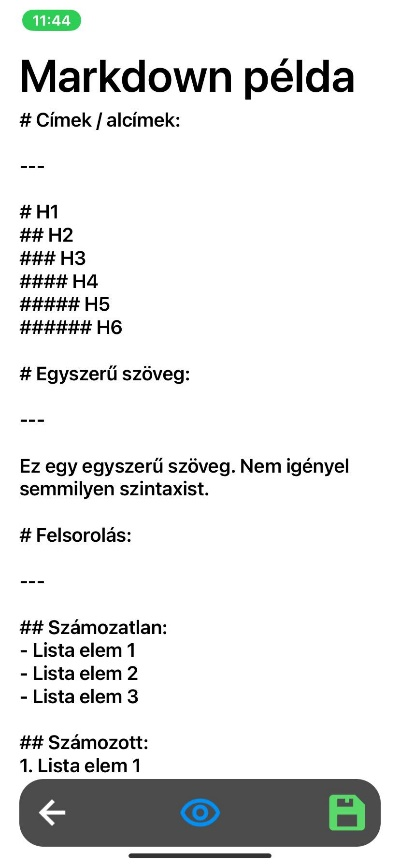 11:44
Markdown példa
# Címek / alcímek:
---
# H1
## H2
### H3
#### H4
##### H5
###### H6
# Egyszerű szöveg:
---
Ez egy egyszerű szöveg. Nem igényel
semmilyen szintaxist.
# Felsorolás:
---
## Számozatlan:
- Lista elem 1
- Lista elem 2
- Lista elem 3
## Számozott:
1. Lista elem 1